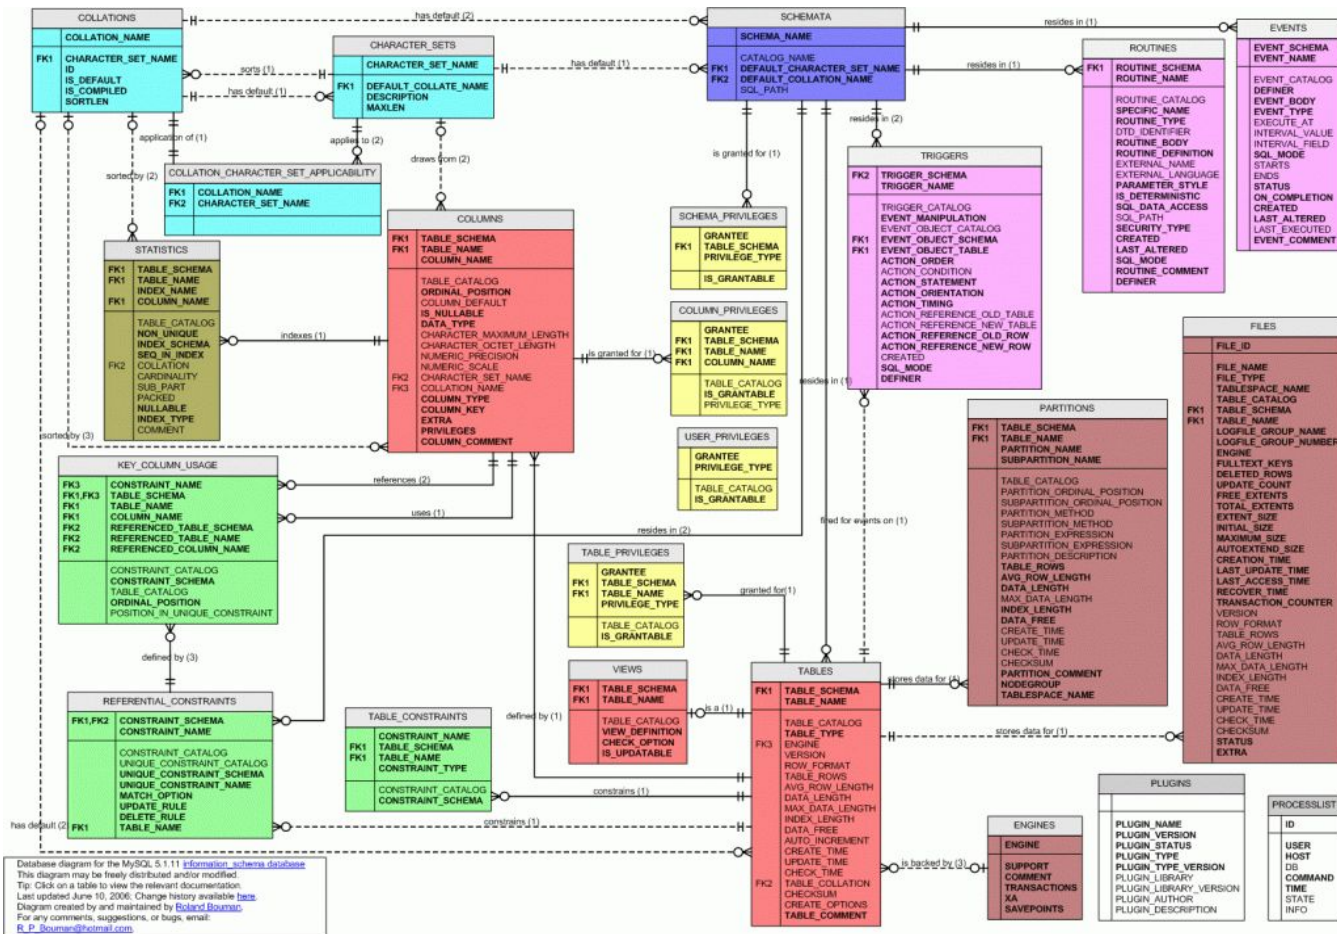 COLLATIONS
COLLATION_NAME
FK1 CHARACTER_SET_NAME
ID
IS_DEFAULT
IS_COMPILED
SORTLEN
has default (2)
CHARACTER_SETS
CHARACTER_SET_NAME
FK1 DEFAULT_COLLATE_NAME
DESCRIPTION
MAXLEN
sorts (1)
has default (1)
has default (1)
SCHEMATA
SCHEMA_NAME
CATALOG_NAME
FK1 DEFAULT_CHARACTER_SET_NAME
FK2 DEFAULT_COLLATION_NAME
SQL_PATH
resides in (1)
resides in (1)
resides in (2)
EVENTS
EVENT_SCHEMA
EVENT_NAME
EVENT_CATALOG
DEFINER
EVENT_BODY
EVENT_TYPE
EXECUTE_AT
INTERVAL_VALUE
INTERVAL_FIELD
SQL_MODE
STARTS
ENDS
STATUS
ON_COMPLETION
CREATED
LAST_ALTERED
LAST_EXECUTED
EVENT_COMMENT
ROUTINES
FK1 ROUTINE_SCHEMA
ROUTINE_NAME
ROUTINE_CATALOG
SPECIFIC_NAME
ROUTINE_TYPE
DTD_IDENTIFIER
ROUTINE_BODY
ROUTINE_DEFINITION
EXTERNAL_NAME
EXTERNAL_LANGUAGE
PARAMETER_STYLE
IS_DETERMINISTIC
SQL_DATA_ACCESS
SQL_PATH
SECURITY_TYPE
CREATED
LAST_ALTERED
SQL_MODE
ROUTINE_COMMENT
DEFINER
application of (1)
applies to (2)
draws from (2)
sorted by (2)
is granted for (1)
COLLATION_CHARACTER_SET_APPLICABILITY
FK1 COLLATION_NAME
FK2 CHARACTER_SET_NAME
TRIGGERS
FK2 TRIGGER_SCHEMA
TRIGGER_NAME
TRIGGER_CATALOG
EVENT_MANIPULATION
EVENT_OBJECT_CATALOG
FK1 EVENT_OBJECT_SCHEMA
FK1 EVENT_OBJECT_TABLE
ACTION_ORDER
ACTION_CONDITION
ACTION_STATEMENT
ACTION_ORIENTATION
ACTION_TIMING
ACTION_REFERENCE_OLD_TABLE
ACTION_REFERENCE_NEW_TABLE
ACTION_REFERENCE_OLD_ROW
ACTION_REFERENCE_NEW_ROW
CREATED
SQL_MODE
DEFINER
STATISTICS
FK1 TABLE_SCHEMA
FK1 TABLE_NAME
INDEX_NAME
FK1 COLUMN_NAME
TABLE_CATALOG
NON_UNIQUE
INDEX_SCHEMA
SEQ_IN_INDEX
FK2 COLLATION
CARDINALITY
SUB_PART
PACKED
NULLABLE
INDEX_TYPE
COMMENT
indexes (1)
sorted by (3)
COLUMNS
FK1 TABLE_SCHEMA
FK1 TABLE_NAME
COLUMN_NAME
TABLE_CATALOG
ORDINAL_POSITION
COLUMN_DEFAULT
IS_NULLABLE
DATA_TYPE
CHARACTER_MAXIMUM_LENGTH
CHARACTER_OCTET_LENGTH
NUMERIC_PRECISION
NUMERIC_SCALE
FK2 CHARACTER_SET_NAME
FK3 COLLATION_NAME
COLUMN_TYPE
COLUMN_KEY
EXTRA
PRIVILEGES
COLUMN_COMMENT
is granted for (1)
SCHEMA_PRIVILEGES
GRANTEE
FK1 TABLE_SCHEMA
PRIVILEGE_TYPE
IS_GRANTABLE
COLUMN_PRIVILEGES
GRANTEE
FK1 TABLE_SCHEMA
FK1 TABLE_NAME
FK1 COLUMN_NAME
TABLE_CATALOG
IS_GRANTABLE
PRIVILEGE_TYPE
resides in (1)
USER_PRIVILEGES
GRANTEE
PRIVILEGE_TYPE
TABLE_CATALOG
IS_GRANTABLE
FILES
FILE_ID
FILE_NAME
FILE_TYPE
TABLESPACE_NAME
TABLE_CATALOG
FK1 TABLE_SCHEMA
FK1 TABLE_NAME
LOGFILE_GROUP_NAME
LOGFILE_GROUP_NUMBER
ENGINE
FULLTEXT_KEYS
DELETED_ROWS
UPDATE_COUNT
FREE_EXTENTS
TOTAL_EXTENTS
EXTENT_SIZE
INITIAL_SIZE
MAXIMUM_SIZE
AUTOEXTEND_SIZE
CREATION_TIME
LAST_UPDATE_TIME
LAST_ACCESS_TIME
RECOVER_TIME
TRANSACTION_COUNTER
VERSION
ROW_FORMAT
TABLE_ROWS
AVG_ROW_LENGTH
DATA_LENGTH
MAX_DATA_LENGTH
INDEX_LENGTH
DATA_FREE
CREATE_TIME
UPDATE_TIME
CHECK_TIME
CHECKSUM
STATUS
EXTRA
PARTITIONS
FK1 TABLE_SCHEMA
FK1 TABLE_NAME
PARTITION_NAME
SUBPARTITION_NAME
TABLE_CATALOG
PARTITION_ORDINAL_POSITION
SUBPARTITION_ORDINAL_POSITION
PARTITION_METHOD
SUBPARTITION_METHOD
PARTITION_EXPRESSION
SUBPARTITION_EXPRESSION
PARTITION_DESCRIPTION
TABLE_ROWS
AVG_ROW_LENGTH
DATA_LENGTH
MAX_DATA_LENGTH
INDEX_LENGTH
DATA_FREE
CREATE_TIME
UPDATE_TIME
CHECK_TIME
CHECKSUM
PARTITION_COMMENT
NODEGROUP
TABLESPACE_NAME
KEY_COLUMN_USAGE
FK3 CONSTRAINT_NAME
FK1,FK3 TABLE_SCHEMA
FK1 TABLE_NAME
FK1 COLUMN_NAME
FK2 REFERENCED_TABLE_SCHEMA
FK2 REFERENCED_TABLE_NAME
FK2 REFERENCED_COLUMN_NAME
CONSTRAINT_CATALOG
CONSTRAINT_SCHEMA
TABLE_CATALOG
ORDINAL_POSITION
POSITION_IN_UNIQUE_CONSTRAINT
references (2)
uses (1)
resides in (2)
fired for events on (1)
TABLE_PRIVILEGES
GRANTEE
FK1 TABLE_SCHEMA
FK1 TABLE_NAME
PRIVILEGE_TYPE
TABLE_CATALOG
IS_GRANTABLE
granted for(1)
defined by (3)
REFERENTIAL_CONSTRAINTS
FK1,FK2 CONSTRAINT_SCHEMA
CONSTRAINT_NAME
CONSTRAINT_CATALOG
UNIQUE_CONSTRAINT_CATALOG
UNIQUE_CONSTRAINT_SCHEMA
UNIQUE_CONSTRAINT_NAME
MATCH_OPTION
UPDATE_RULE
DELETE_RULE
FK1 TABLE_NAME
has default (2)
TABLE_CONSTRAINTS
CONSTRAINT_NAME
FK1 TABLE_SCHEMA
FK1 TABLE_NAME
CONSTRAINT_TYPE
CONSTRAINT_CATALOG
CONSTRAINT_SCHEMA
defined by (1)
VIEWS
FK1 TABLE_SCHEMA
FK1 TABLE_NAME
TABLE_CATALOG
VIEW_DEFINITION
CHECK_OPTION
IS_UPDATABLE
is a (1)
constrains (1)
constrains (1)
TABLES
FK1 TABLE_SCHEMA
TABLE_NAME
TABLE_CATALOG
TABLE_TYPE
FK3 ENGINE
VERSION
ROW_FORMAT
TABLE_ROWS
AVG_ROW_LENGTH
DATA_LENGTH
MAX_DATA_LENGTH
INDEX_LENGTH
DATA_FREE
AUTO_INCREMENT
CREATE_TIME
UPDATE_TIME
CHECK_TIME
FK2 TABLE_COLLATION
CHECKSUM
CREATE_OPTIONS
TABLE_COMMENT
stores data for (1)
stores data for (1)
is backed by (3)
ENGINES
ENGINE
SUPPORT
COMMENT
TRANSACTIONS
XA
SAVEPOINTS
PLUGINS
PLUGIN_NAME
PLUGIN_VERSION
PLUGIN_STATUS
PLUGIN_TYPE
PLUGIN_TYPE_VERSION
PLUGIN_LIBRARY
PLUGIN_LIBRARY_VERSION
PLUGIN_AUTHOR
PLUGIN_DESCRIPTION
PROCESSLIST
ID
USER
HOST
DB
COMMAND
TIME
STATE
INFO
Database diagram for the MySQL 5.1.11 information_schema database
This diagram may be freely distributed and/or modified.
Tip: Click on a table to view the relevant documentation.
Last updated June 10, 2006; Change history available here.
Diagram created by and maintained by Roland Bouman.
For any comments, suggestions, or bugs, email:
R_P_Bouman@hotmail.com.